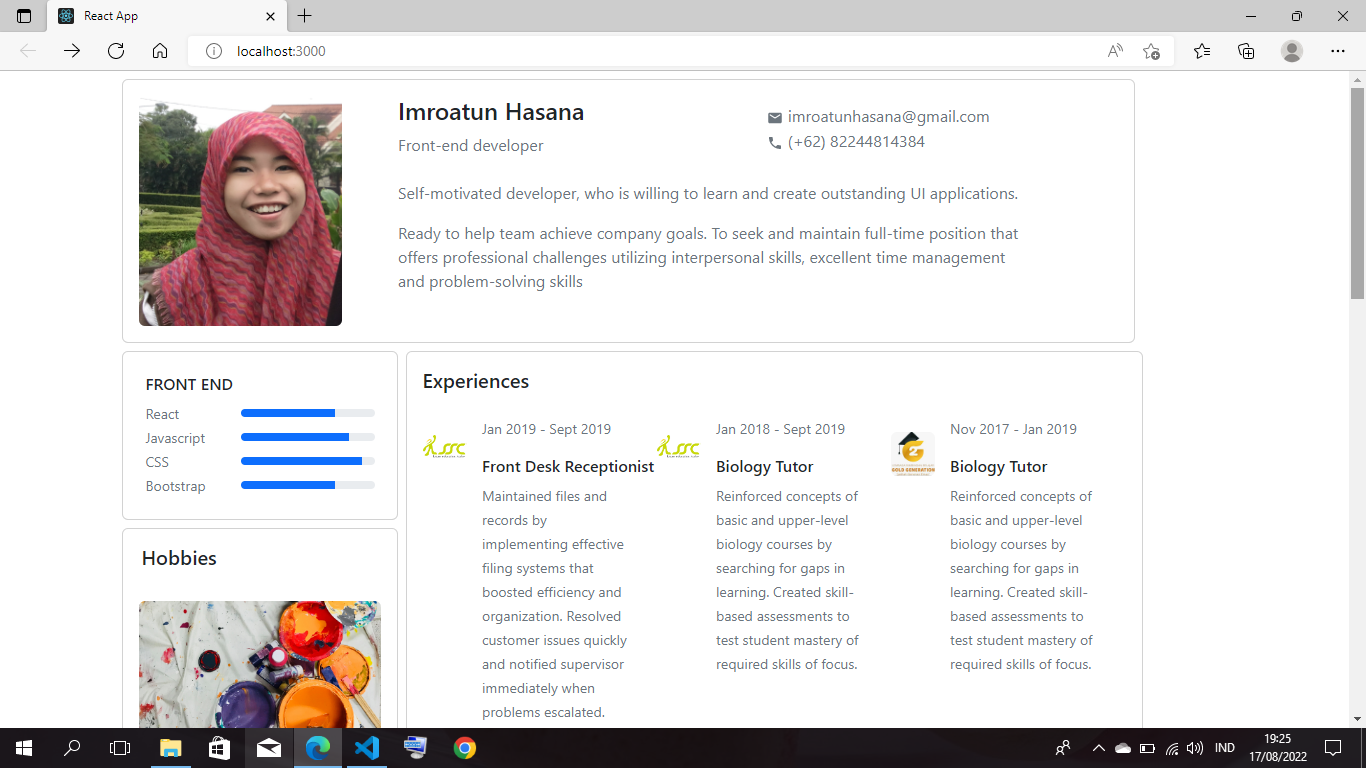 React App
localhost:3000
Imroatun Hasana
Front-end developer
imroatunhasana@gmail.com
(+62) 82244814384
Self-motivated developer, who is willing to learn and create outstanding UI applications.
Ready to help team achieve company goals. To seek and maintain full-time position that
offers professional challenges utilizing interpersonal skills, excellent time management
and problem-solving skills
FRONT END
React
Javascript
CSS
Bootstrap
Hobbies
Experiences
ssc
Jan 2019 - Sept 2019
Front Desk Receptionist
Maintained files and
records by
implementing effective
filing systems that
boosted efficiency and
organization. Resolved
customer issues quickly
and notified supervisor
immediately when
problems escalated.
ssc
Jan 2018 - Sept 2019
Biology Tutor
Reinforced concepts of
basic and upper-level
biology courses by
searching for gaps in
learning. Created skill-
based assessments to
test student mastery of
required skills of focus.
GOLD GENERATION
Nov 2017 - Jan 2019
Biology Tutor
Reinforced concepts of
basic and upper-level
biology courses by
searching for gaps in
learning. Created skill-
based assessments to
test student mastery of
required skills of focus.
IND
19:25
17/08/2022